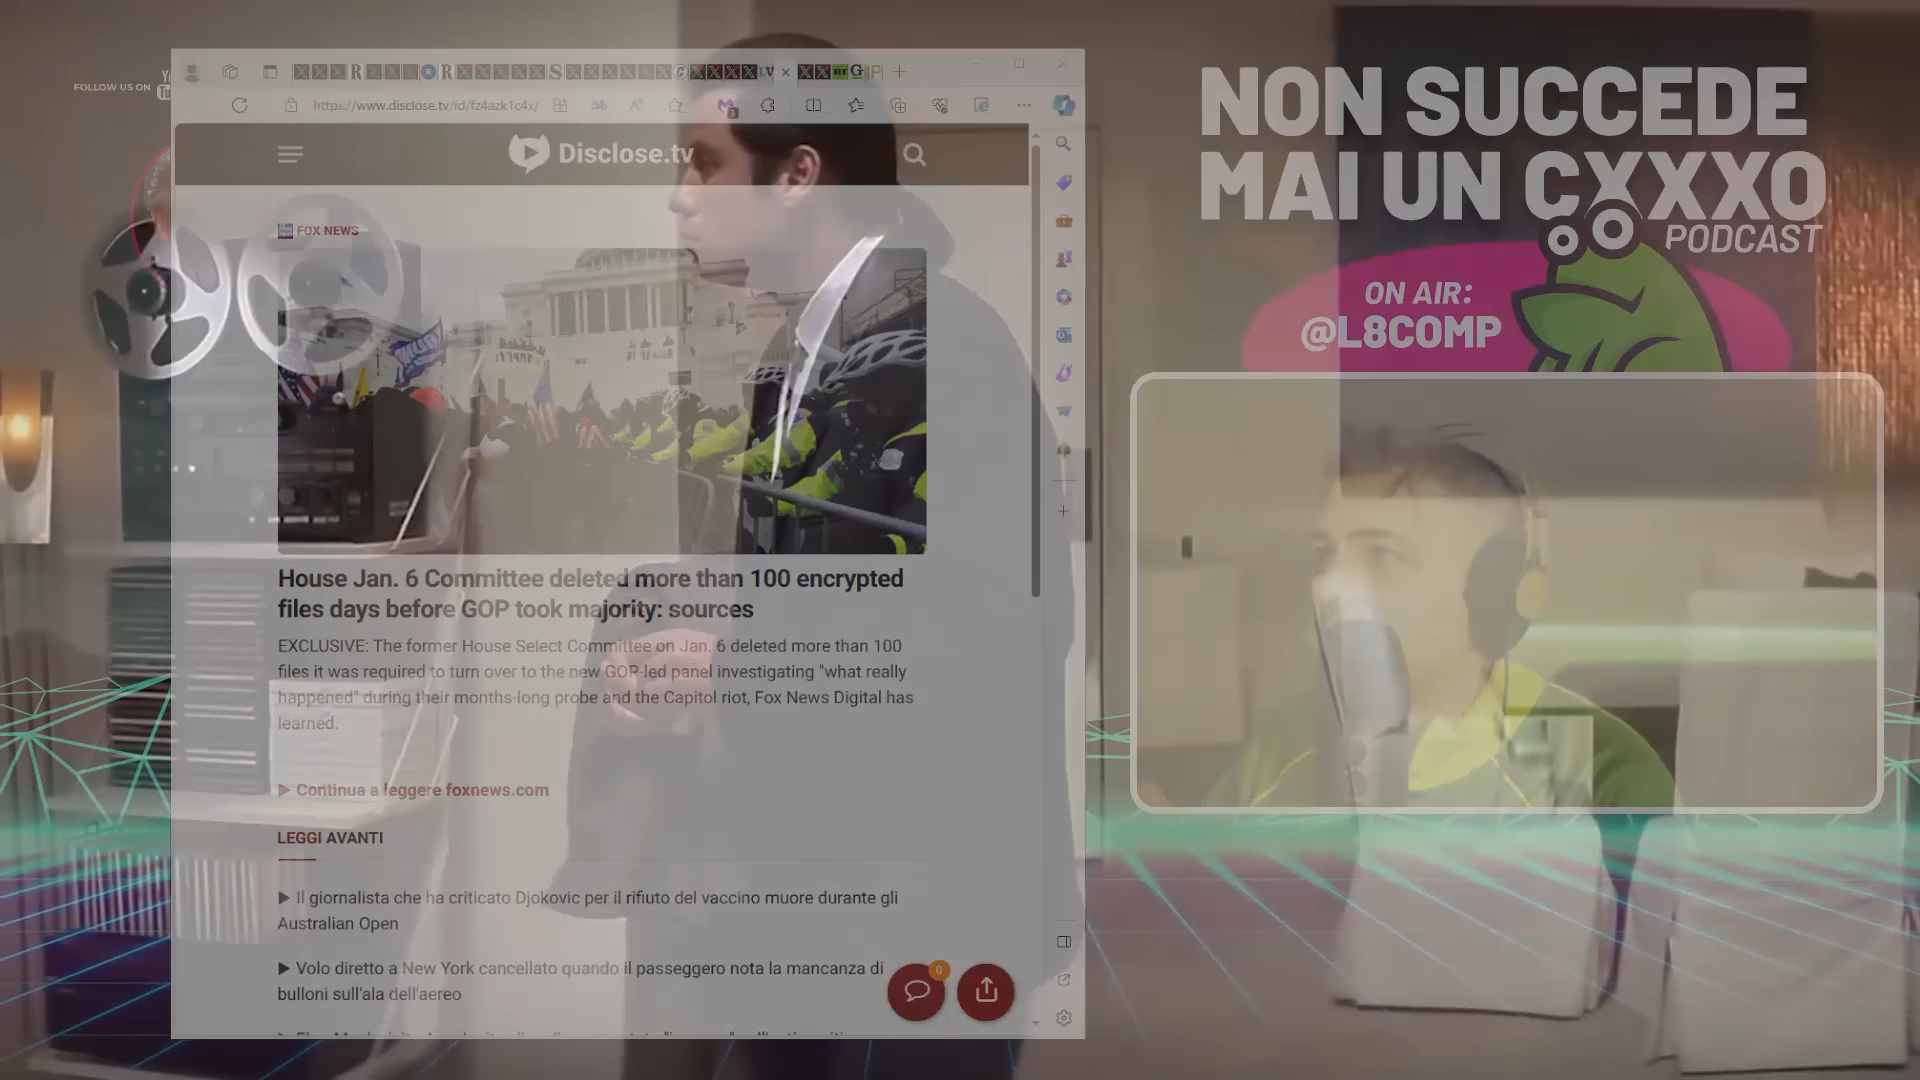 FOLLOW US ON
https://www.disclose.tv/id/fz4azk1c4x/
Disclose.tv
FOX NEWS
House Jan. 6 Committee deleted more than 100 encrypted
files days before GOP took majority: sources
EXCLUSIVE: The former House Select Committee on Jan. 6 deleted more than 100
files it was required to turn over to the new GOP-led panel investigating "what really
happened" during their months-long probe and the Capitol riot, Fox News Digital has
learned.
▶ Continua a leggere foxnews.com
LEGGI AVANTI
▶ Il giornalista che ha criticato Djokovic per il rifiuto del vaccino muore durante gli
Australian Open
▶ Volo diretto a New York cancellato quando il passeggero nota la mancanza di
bulloni sull'ala dell'aereo
0
NON SUCCEDE
MAI UN CXXXO
PODCAST
ON AIR:
@L8COMP